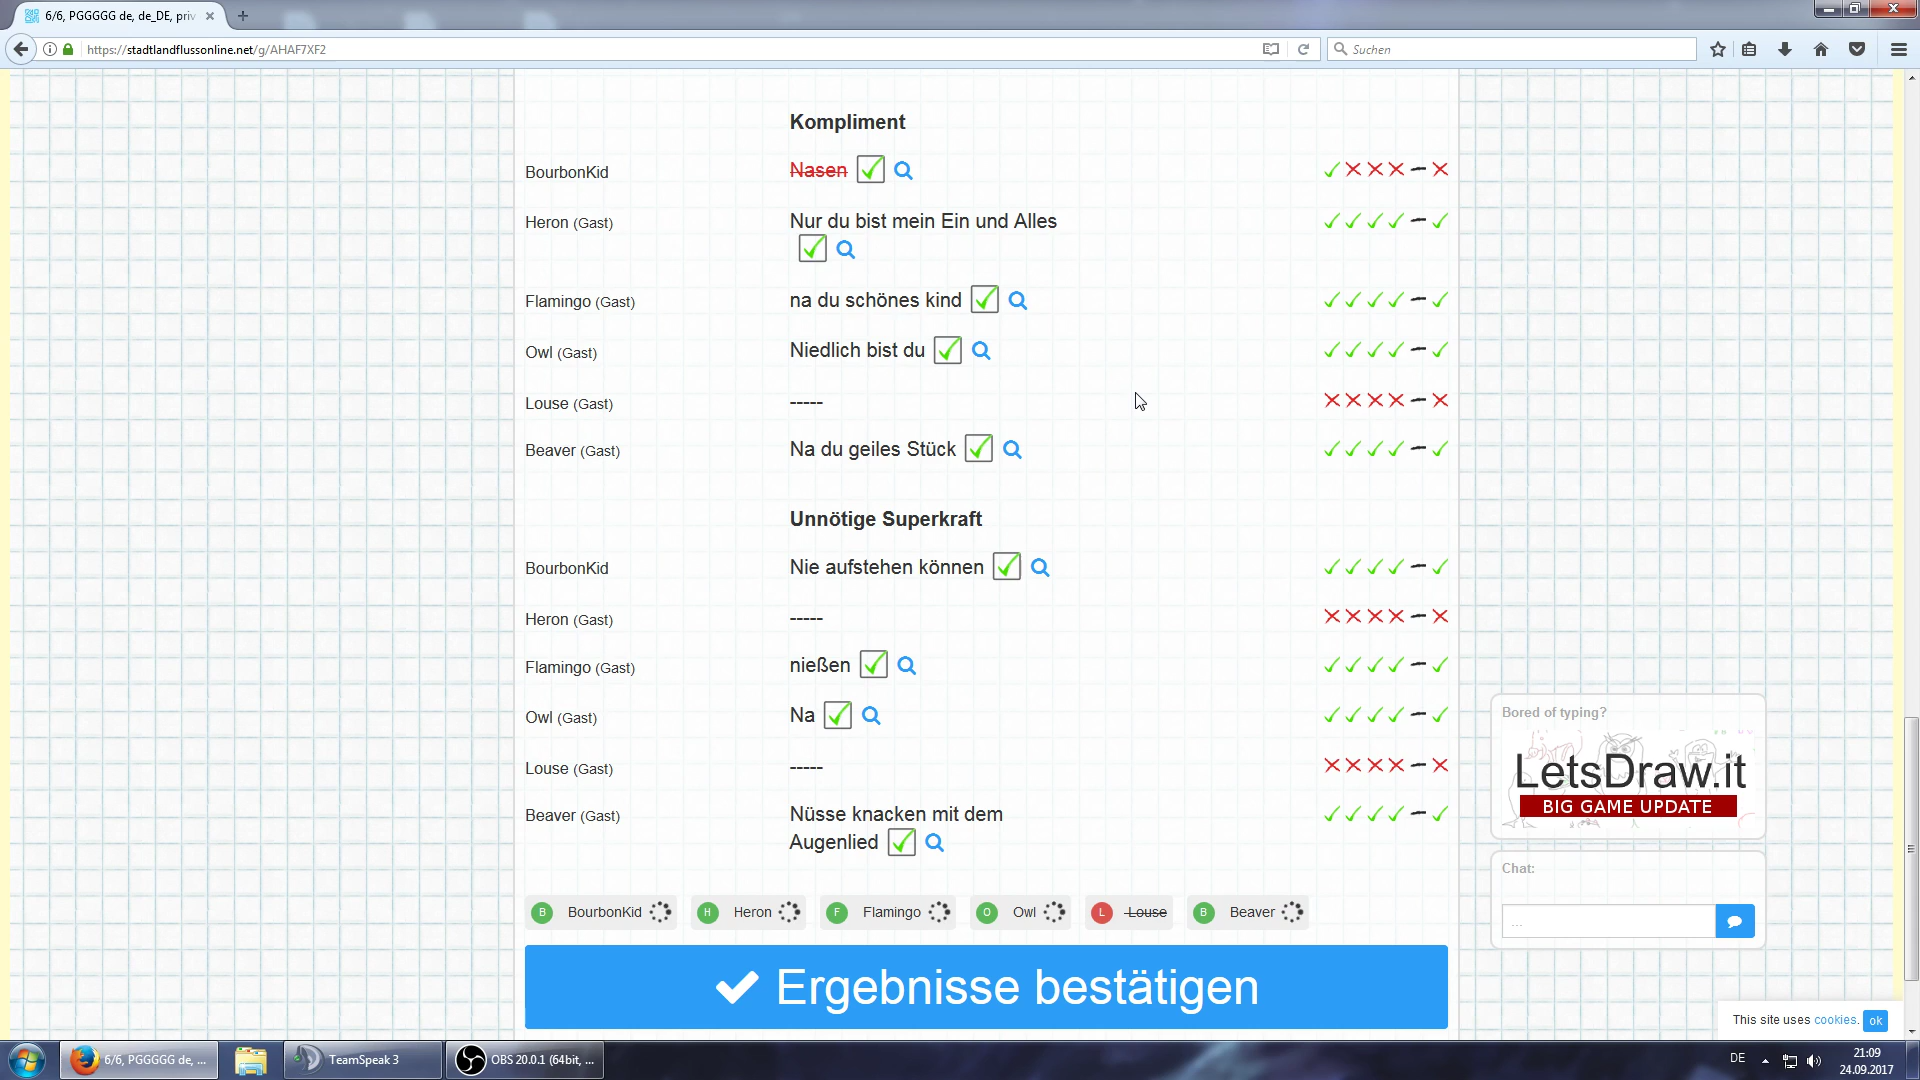 6/6, PGGGGG de, de_DE, priv
https://stadtlandflussonline.net/g/AHAF7XF2
Suchen
Kompliment
BourbonKid Nasen
Heron (Gast) Nur du bist mein Ein und Alles
Flamingo (Gast) na du schönes kind
Owl (Gast) Niedlich bist du
Louse (Gast) -----
Beaver (Gast) Na du geiles Stück
Unnötige Superkraft
BourbonKid Nie aufstehen können
Heron (Gast) -----
Flamingo (Gast) nießen
Owl (Gast) Na
Louse (Gast) -----
Beaver (Gast) Nüsse knacken mit dem
Augenlied
B BourbonKid H Heron F Flamingo O Owl L Louse B Beaver
Ergebnisse bestätigen
Bored of typing?
LetsDraw.it
BIG GAME UPDATE
Chat:
...
This site uses cookies. ok
6/6, PGGGGG de, ...
TeamSpeak 3
OBS 20.0.1 (64bit, ...
DE
21:09
24.09.2017